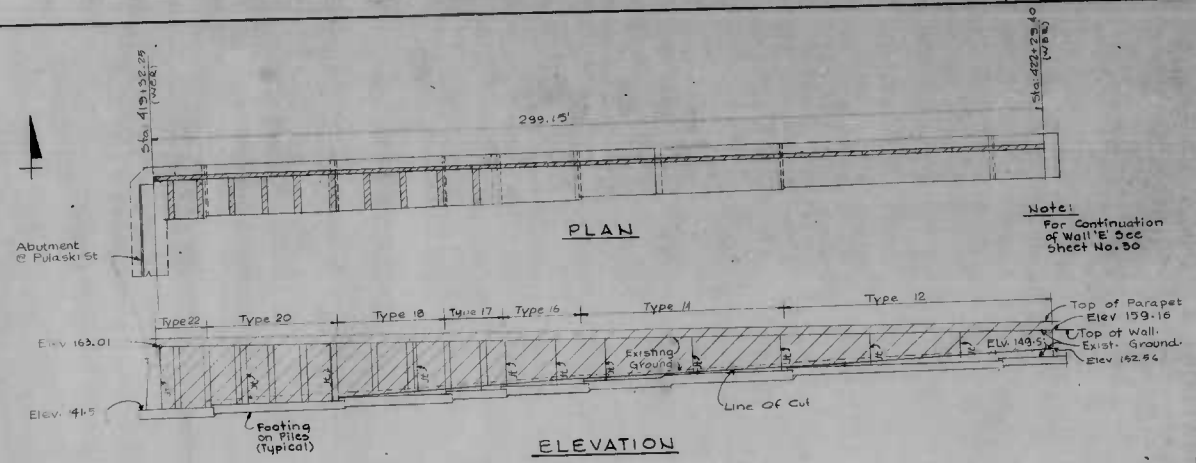 Sta: 419+32.25
Sta: 422+29.40
(WBR)
299.15'
Abutment
@ Pulaski St
PLAN
Note:
For Continuation
of Wall 'E' See
Sheet No. 30
Type 22
Type 20
Type 18
Type 17
Type 16
Type 14
Type 12
Top of Parapet
Elev 159.16
Top of Wall.
Exist. Ground.
Elev 152.56
Elev 163.01
Existing
Ground
ELV. 149.5
Elev. 141.5
Line Of Cut
Footing
on Piles
(Typical)
ELEVATION